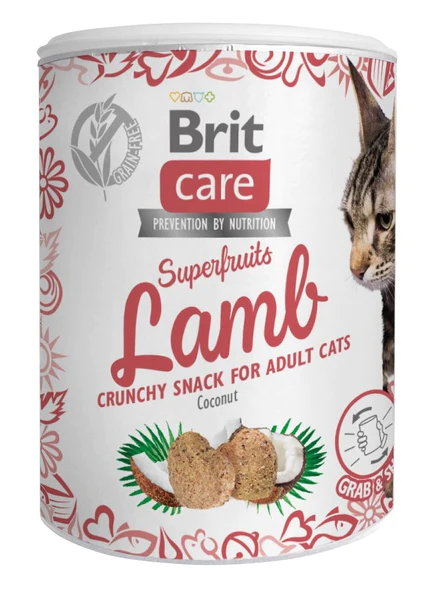 GRAIN-FREE
Brit
care
PREVENTION BY NUTRITION
Superfruits
Lamb
CRUNCHY SNACK FOR ADULT CATS
Coconut
GRAB &